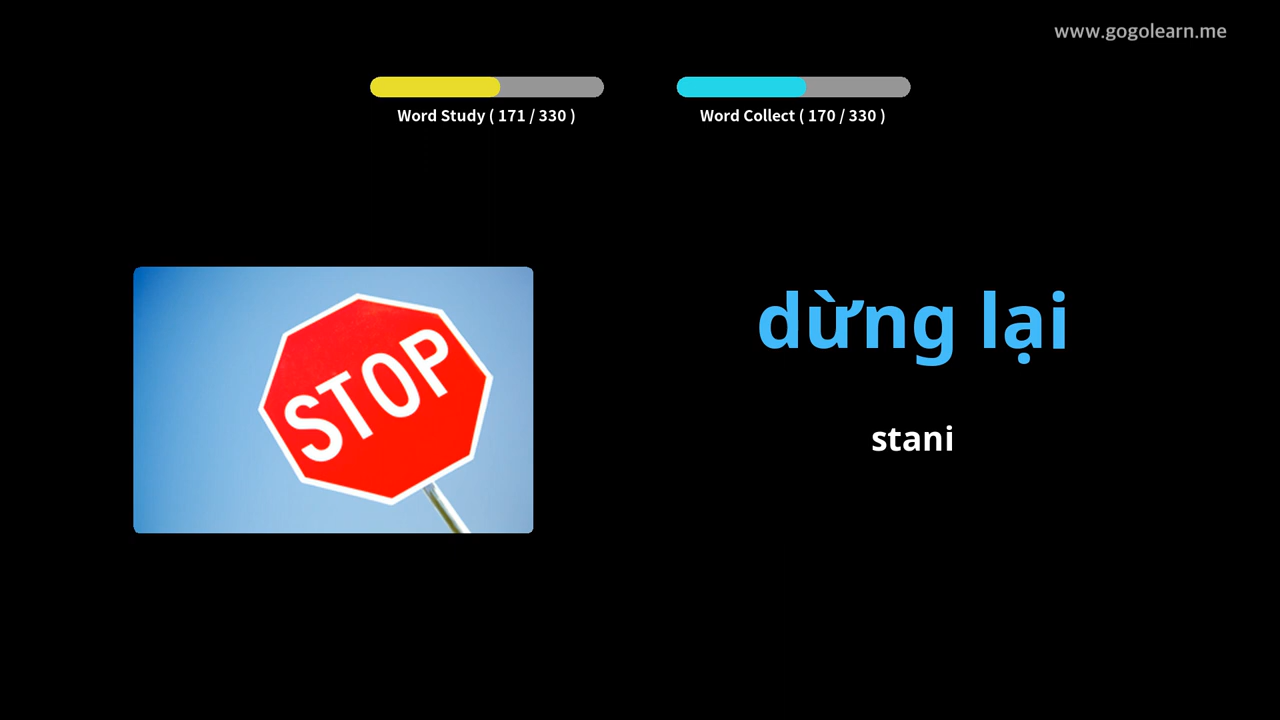 www.gogolearn.me
Word Study ( 171 / 330 )
Word Collect ( 170 / 330 )
STOP
dừng lại
stani